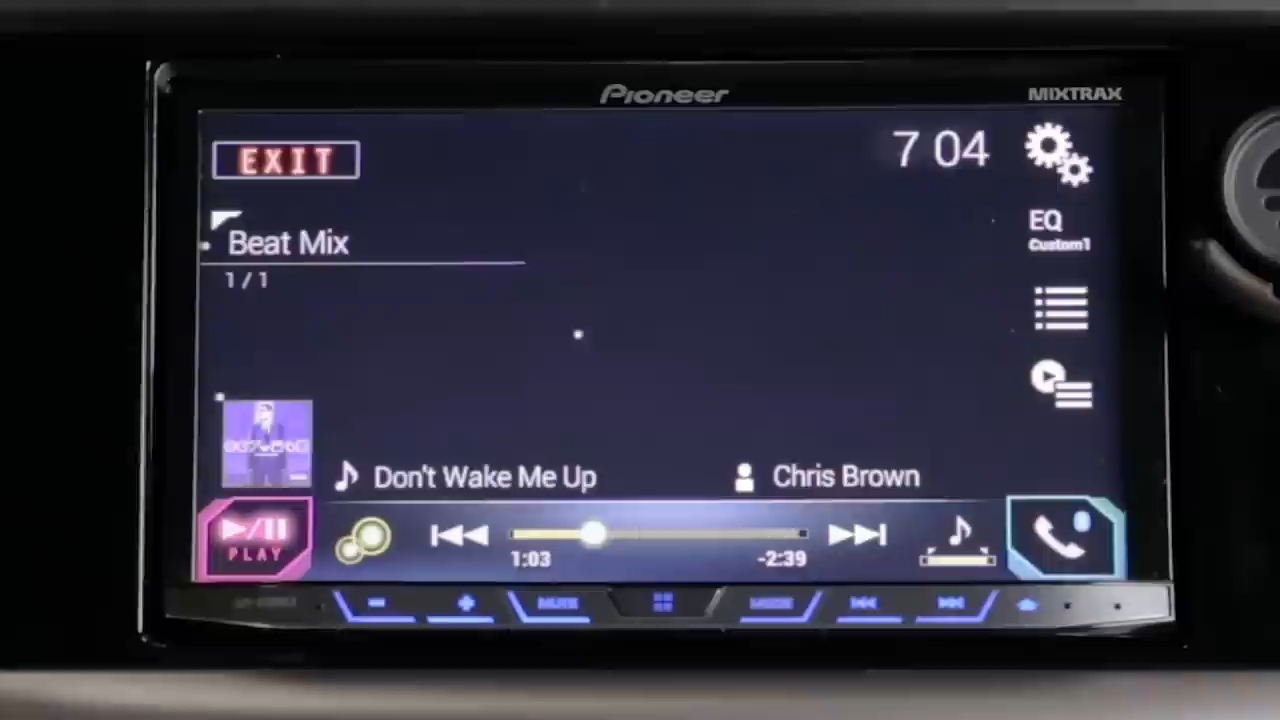 Pioneer
MIXTRAX
EXIT
7 04
EQ
Custom1
Beat Mix
1/1
Don't Wake Me Up
Chris Brown
PLAY
1:03
-2:39
MUTE
MODE